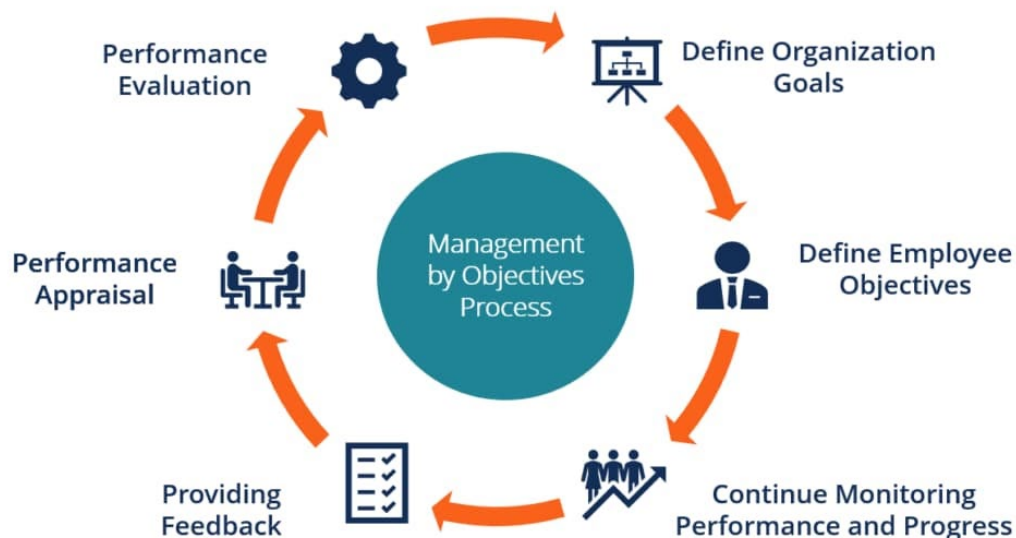 Performance
Evaluation
Define Organization
Goals
Management
by Objectives
Process
Define Employee
Objectives
Performance
Appraisal
Continue Monitoring
Performance and Progress
Providing
Feedback